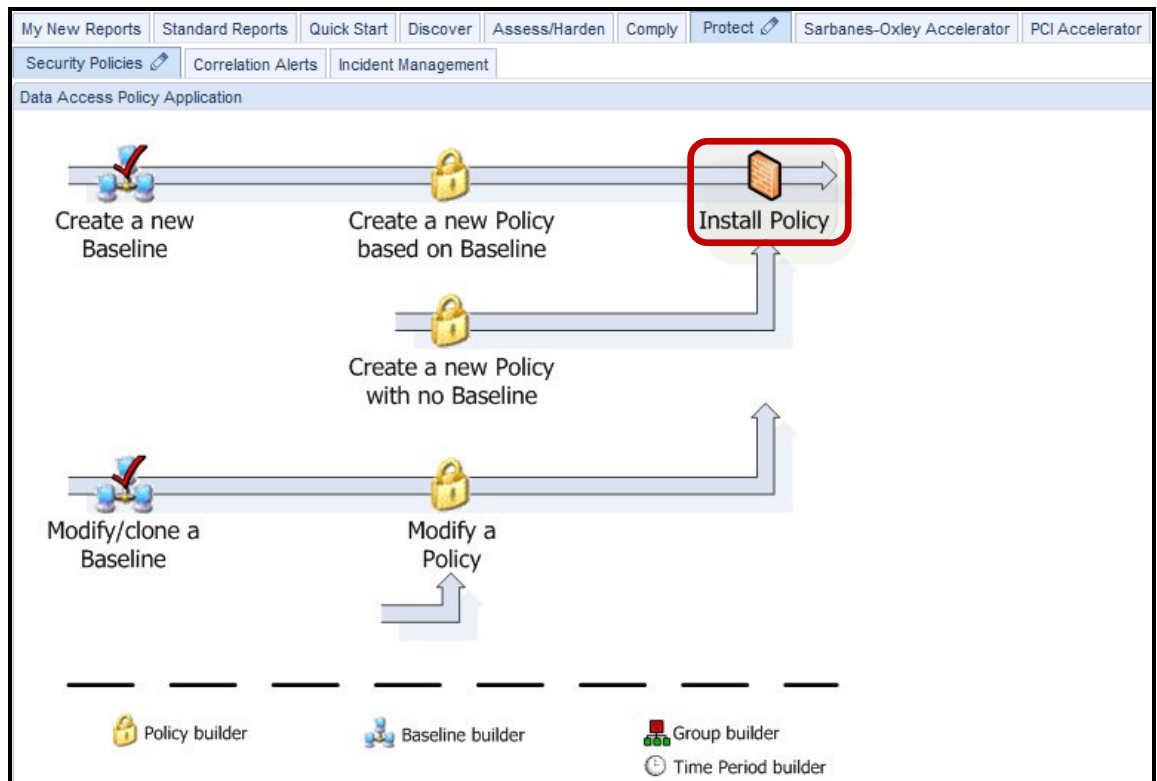 My New Reports Standard Reports Quick Start Discover Assess/Harden Comply Protect Sarbanes-Oxley Accelerator PCI Accelerator
Security Policies Correlation Alerts Incident Management
Data Access Policy Application
Create a new
Baseline
Create a new Policy
based on Baseline
Install Policy
Create a new Policy
with no Baseline
Modify/clone a
Baseline
Modify a
Policy
Policy builder
Baseline builder
Group builder
Time Period builder